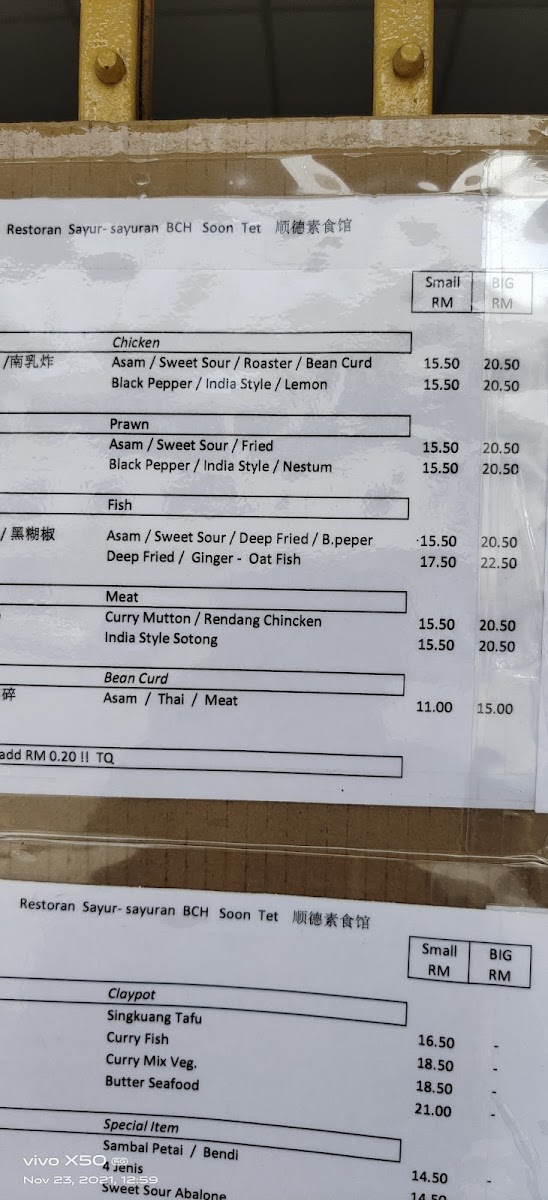 Restoran Sayur- sayuran BCH Soon Tet 顺德素食馆
Small BIG
RM RM
Chicken
/南乳炸 Asam / Sweet Sour / Roaster / Bean Curd 15.50 20.50
Black Pepper / India Style / Lemon 15.50 20.50
Prawn
Asam / Sweet Sour / Fried 15.50 20.50
Black Pepper / India Style / Nestum 15.50 20.50
Fish
/ 黑糊椒 Asam / Sweet Sour / Deep Fried / B.peper 15.50 20.50
Deep Fried / Ginger - Oat Fish 17.50 22.50
Meat
Curry Mutton / Rendang Chincken 15.50 20.50
India Style Sotong 15.50 20.50
Bean Curd
碎 Asam / Thai / Meat 11.00 15.00
add RM 0.20 !! TQ
Restoran Sayur- sayuran BCH Soon Tet 顺德素食馆
Small BIG
RM RM
Claypot
Singkuang Tafu 16.50 -
Curry Fish 18.50 -
Curry Mix Veg. 18.50 -
Butter Seafood 21.00 -
Special Item
Sambal Petai / Bendi 14.50 -
4 Jenis
Sweet Sour Abalone 14.50
vivo X50
Nov 23, 2021, 12:59